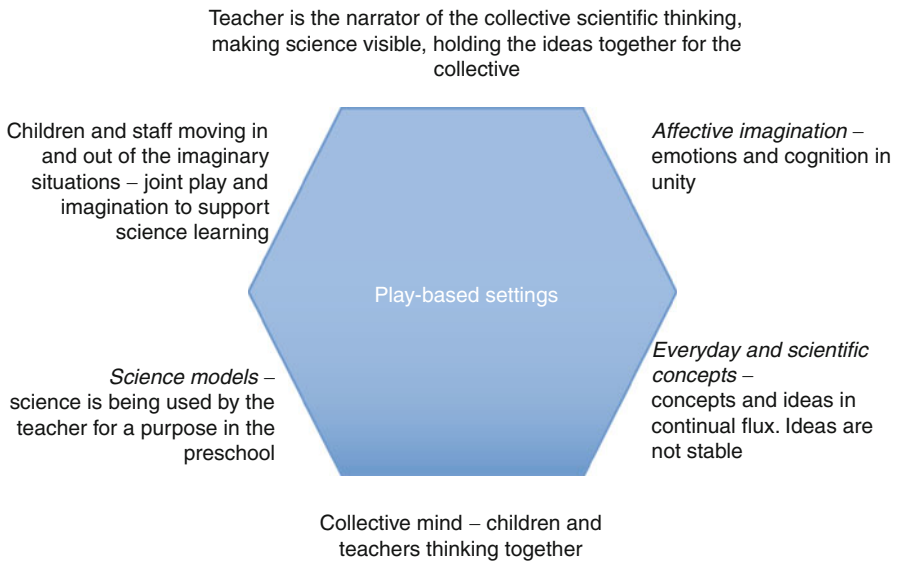 Teacher is the narrator of the collective scientific thinking,
making science visible, holding the ideas together for the
collective
Children and staff moving in
and out of the imaginary
situations – joint play and
imagination to support
science learning
Affective imagination –
emotions and cognition in
unity
Play-based settings
Science models –
science is being used by the
teacher for a purpose in the
preschool
Everyday and scientific
concepts –
concepts and ideas in
continual flux. Ideas are
not stable
Collective mind – children and
teachers thinking together